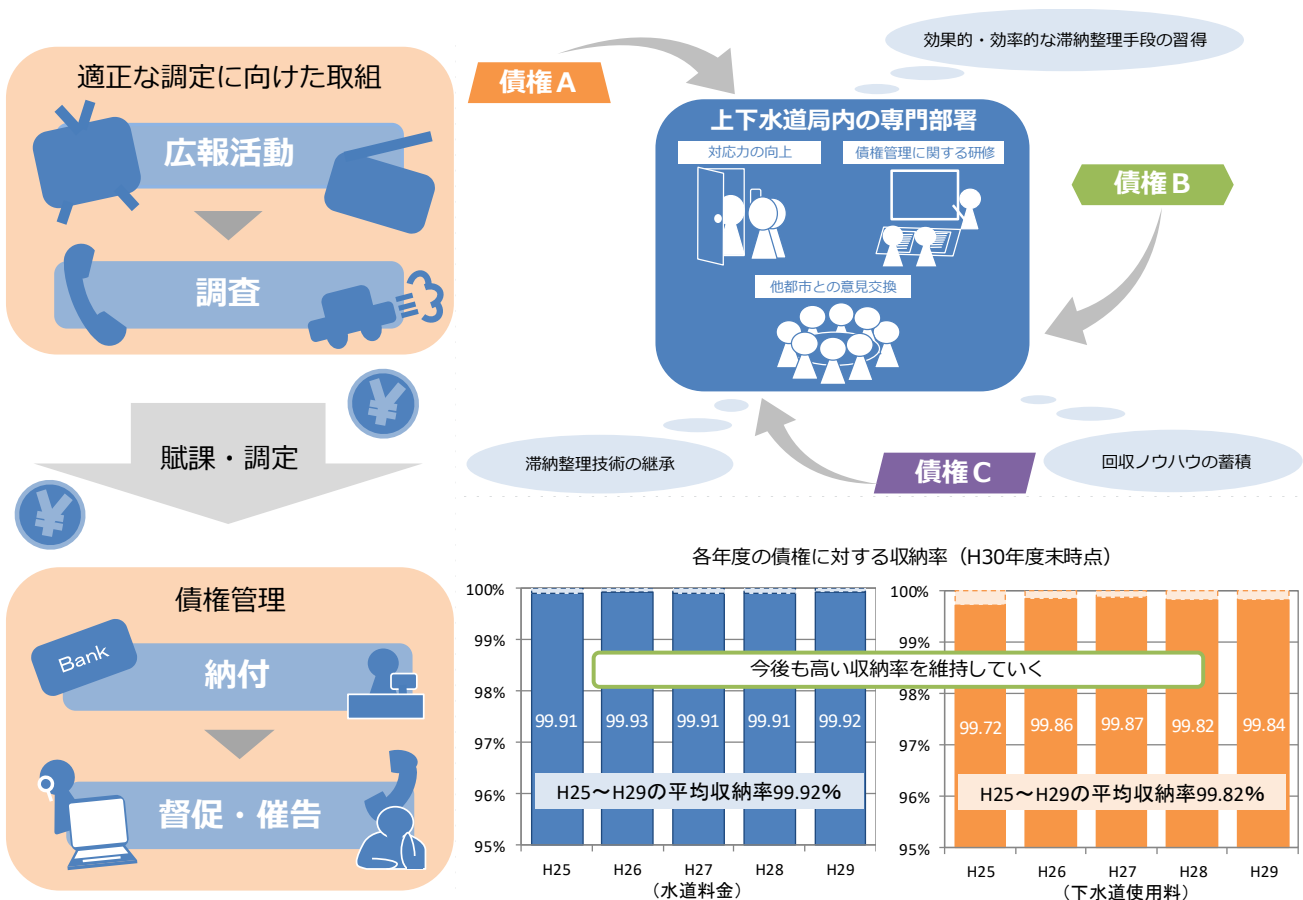 適正な調定に向けた取組
広報活動
調査
¥
賦課・調定
¥
債権管理
Bank
納付
督促・催告
効果的・効率的な滞納整理手段の習得
債権A
上下水道局内の専門部署
対応力の向上
債権管理に関する研修
債権B
他都市との意見交換
滞納整理技術の継承
債権C
回収ノウハウの蓄積
各年度の債権に対する収納率（H30年度末時点）
100%
99%
98%
97%
96%
95%
99.91 99.93 99.91 99.91 99.92
H25～H29の平均収納率99.92%
H25 H26 H27 H28 H29
（水道料金）
今後も高い収納率を維持していく
100%
99%
98%
97%
96%
95%
99.72 99.86 99.87 99.82 99.84
H25～H29の平均収納率99.82%
H25 H26 H27 H28 H29
（下水道使用料）